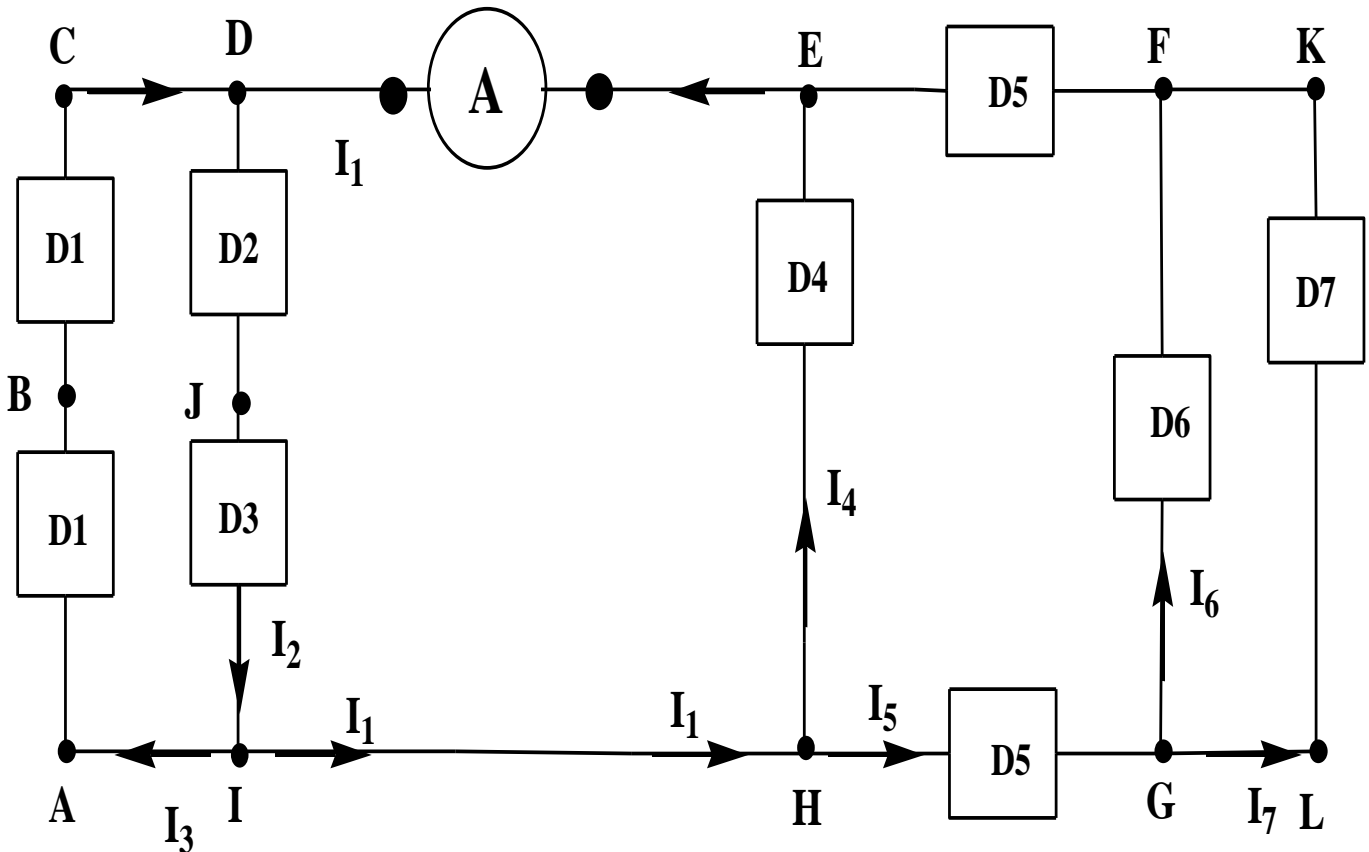 C D E F K
A
I₁
D5
D1 D2 D4 D7
B J
D6
D1 D3
I₄
I₆
I₂
I₁ I₁ I₅
D5
A I H G L
I₃ I₇